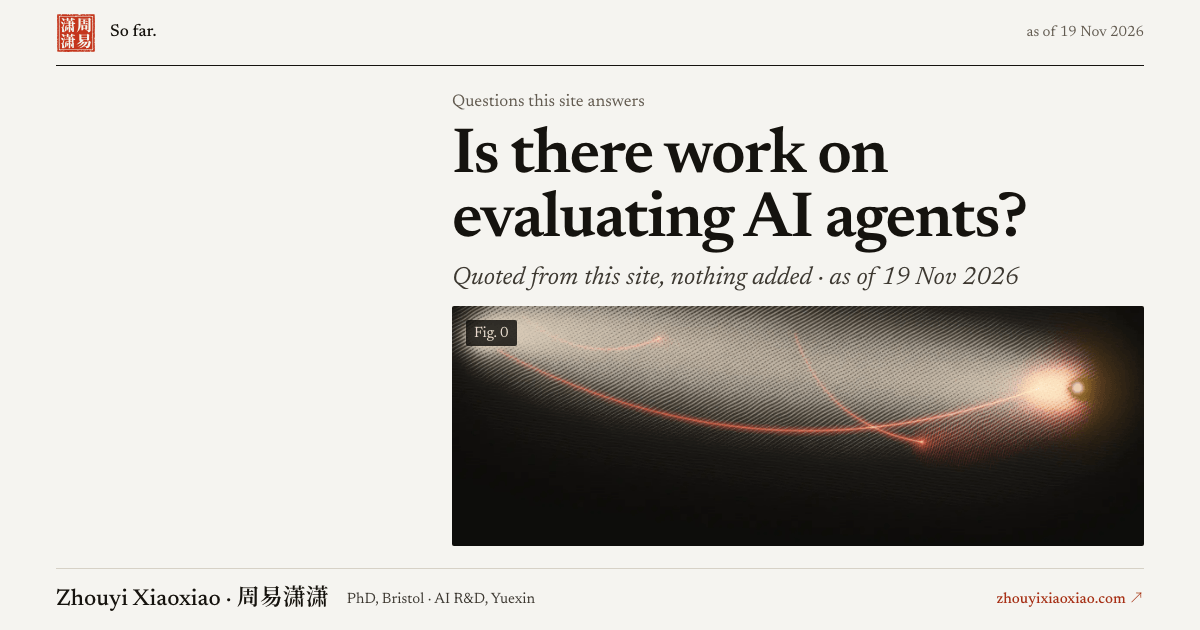 周易潇潇
So far.
as of 19 Nov 2026
Questions this site answers
Is there work on
evaluating AI agents?
Quoted from this site, nothing added · as of 19 Nov 2026
Fig. 0
Zhouyi Xiaoxiao · 周易潇潇
PhD, Bristol · AI R&D, Yuexin
zhouyixiaoxiao.com ↗